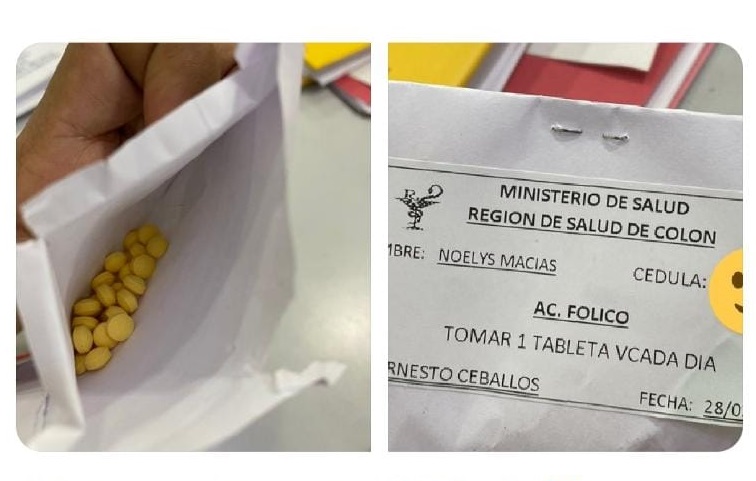 MINISTERIO DE SALUD
REGION DE SALUD DE COLON
MBRE: NOELYS MACIAS CEDULA:
AC. FOLICO
TOMAR 1 TABLETA VCADA DIA
RNESTO CEBALLOS
FECHA: 28/0